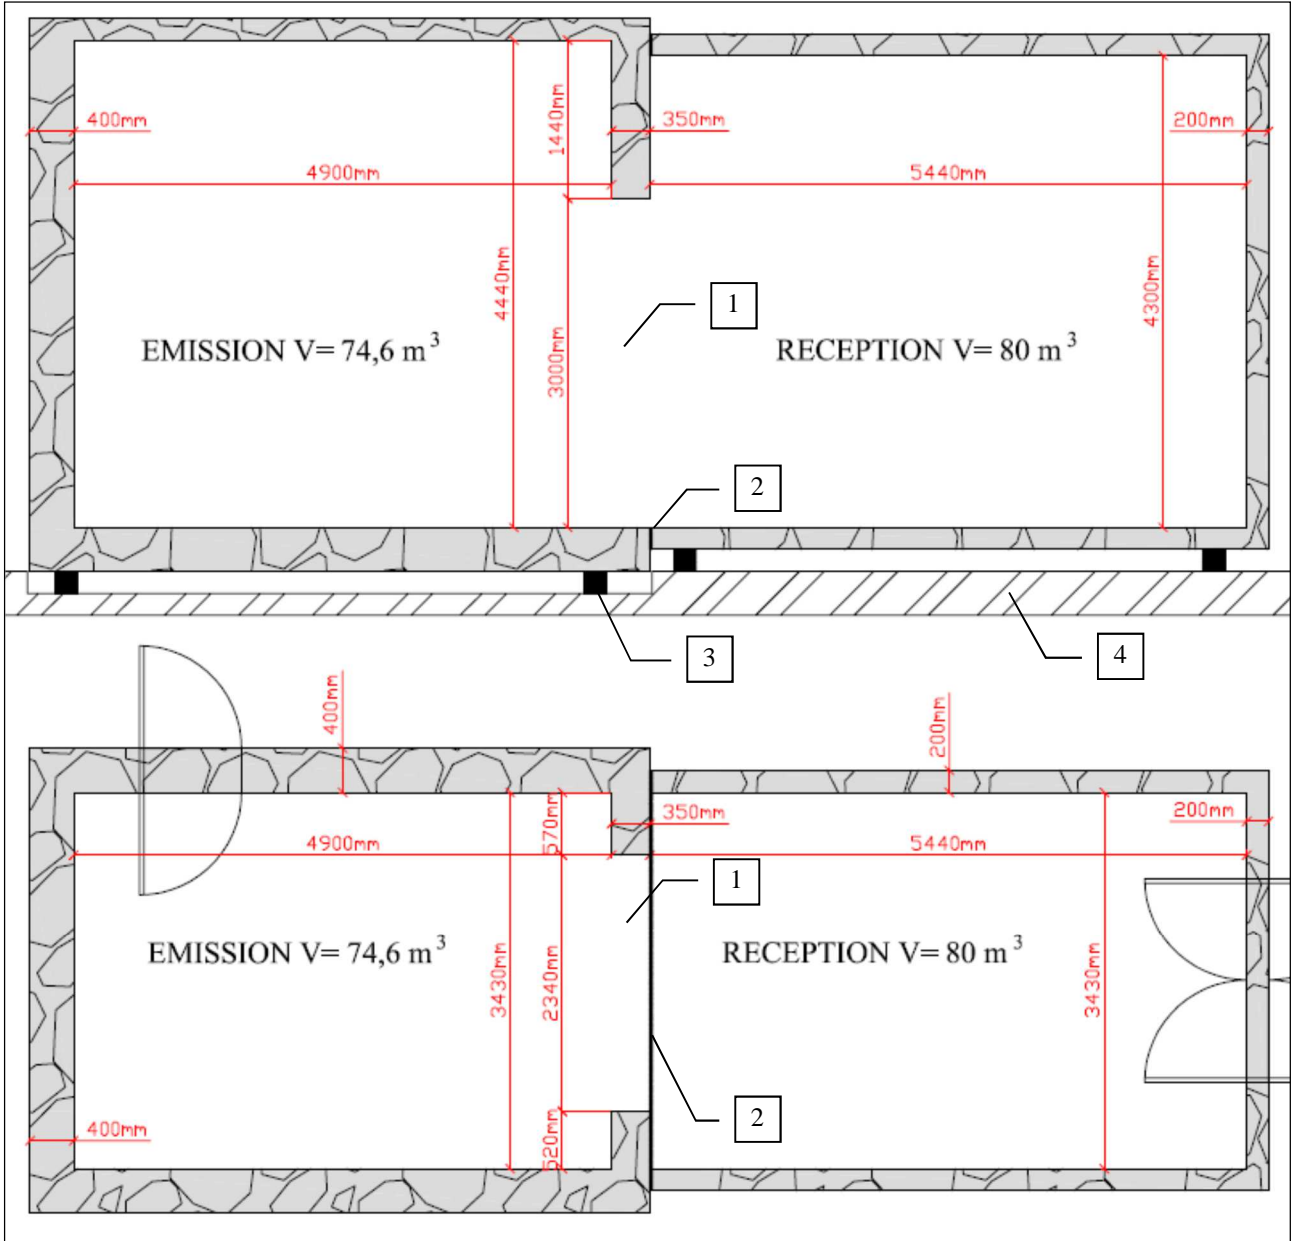 400mm
1440mm
350mm
200mm
4900mm
5440mm
4440mm
4300mm
1
3000mm
EMISSION V= 74,6 m³
RECEPTION V= 80 m³
2
3
4
400mm
200mm
570mm
350mm
200mm
4900mm
5440mm
1
EMISSION V= 74,6 m³
RECEPTION V= 80 m³
3430mm
2340mm
3430mm
2
400mm
520mm